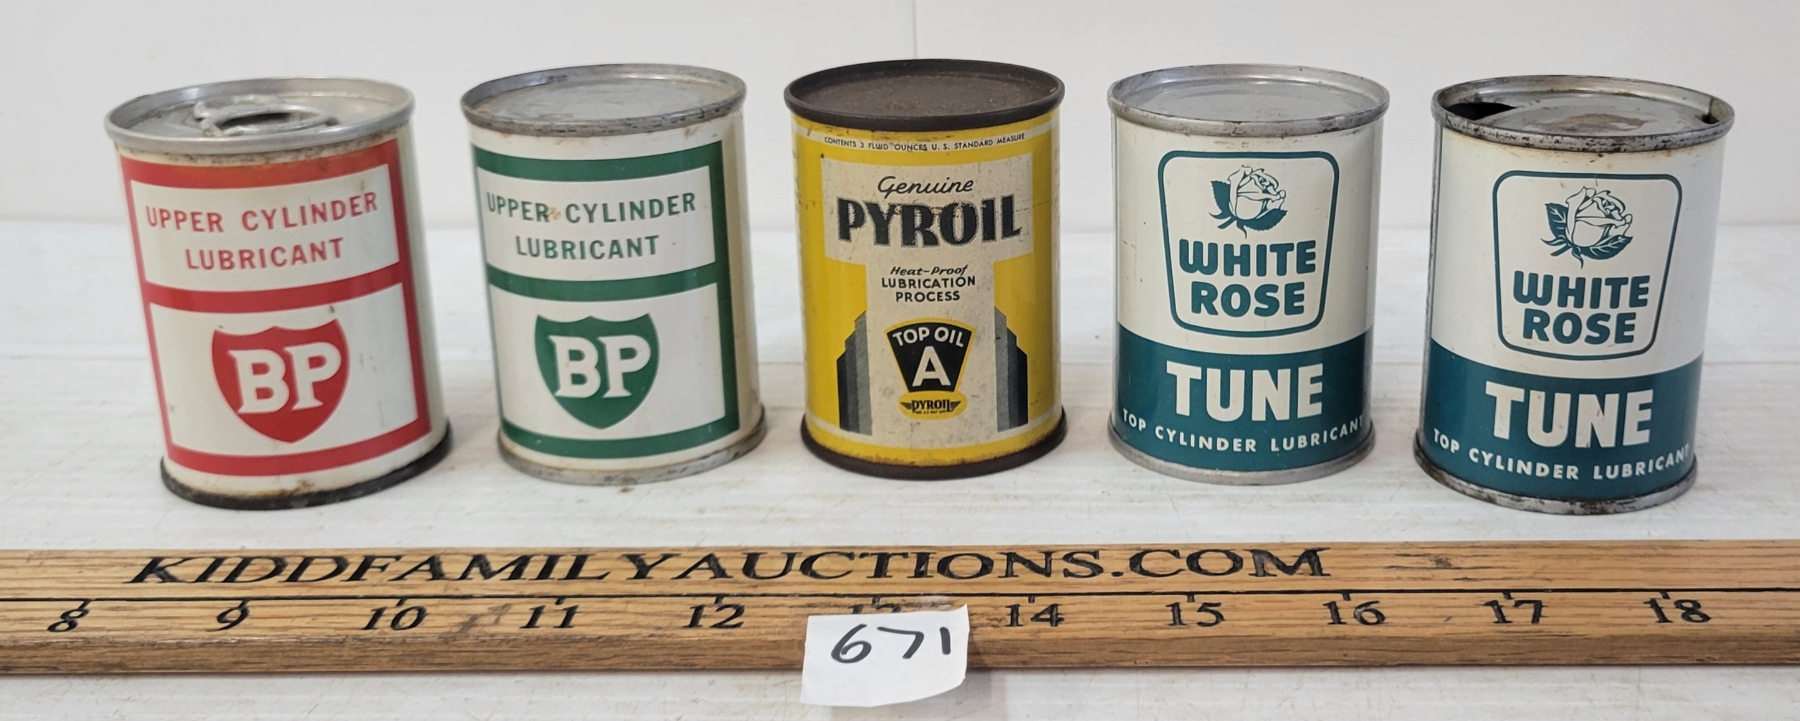 UPPER CYLINDER
LUBRICANT
BP
UPPER CYLINDER
LUBRICANT
BP
CONTENTS 3 FLUID OUNCES U. S. STANDARD MEASURE
Genuine
PYROIL
Heat-Proof
LUBRICATION
PROCESS
TOP OIL
A
PYROIL
WHITE
ROSE
TUNE
TOP CYLINDER LUBRICANT
WHITE
ROSE
TUNE
TOP CYLINDER LUBRICANT
KIDDFAMILYAUCTIONS.COM
8 9 10 11 12 13 14 15 16 17 18
671